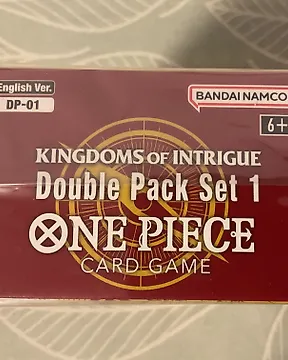 English Ver.
DP-01
BANDAI NAMCO
6+
KINGDOMS OF INTRIGUE
Double Pack Set 1
ONE PIECE
CARD GAME